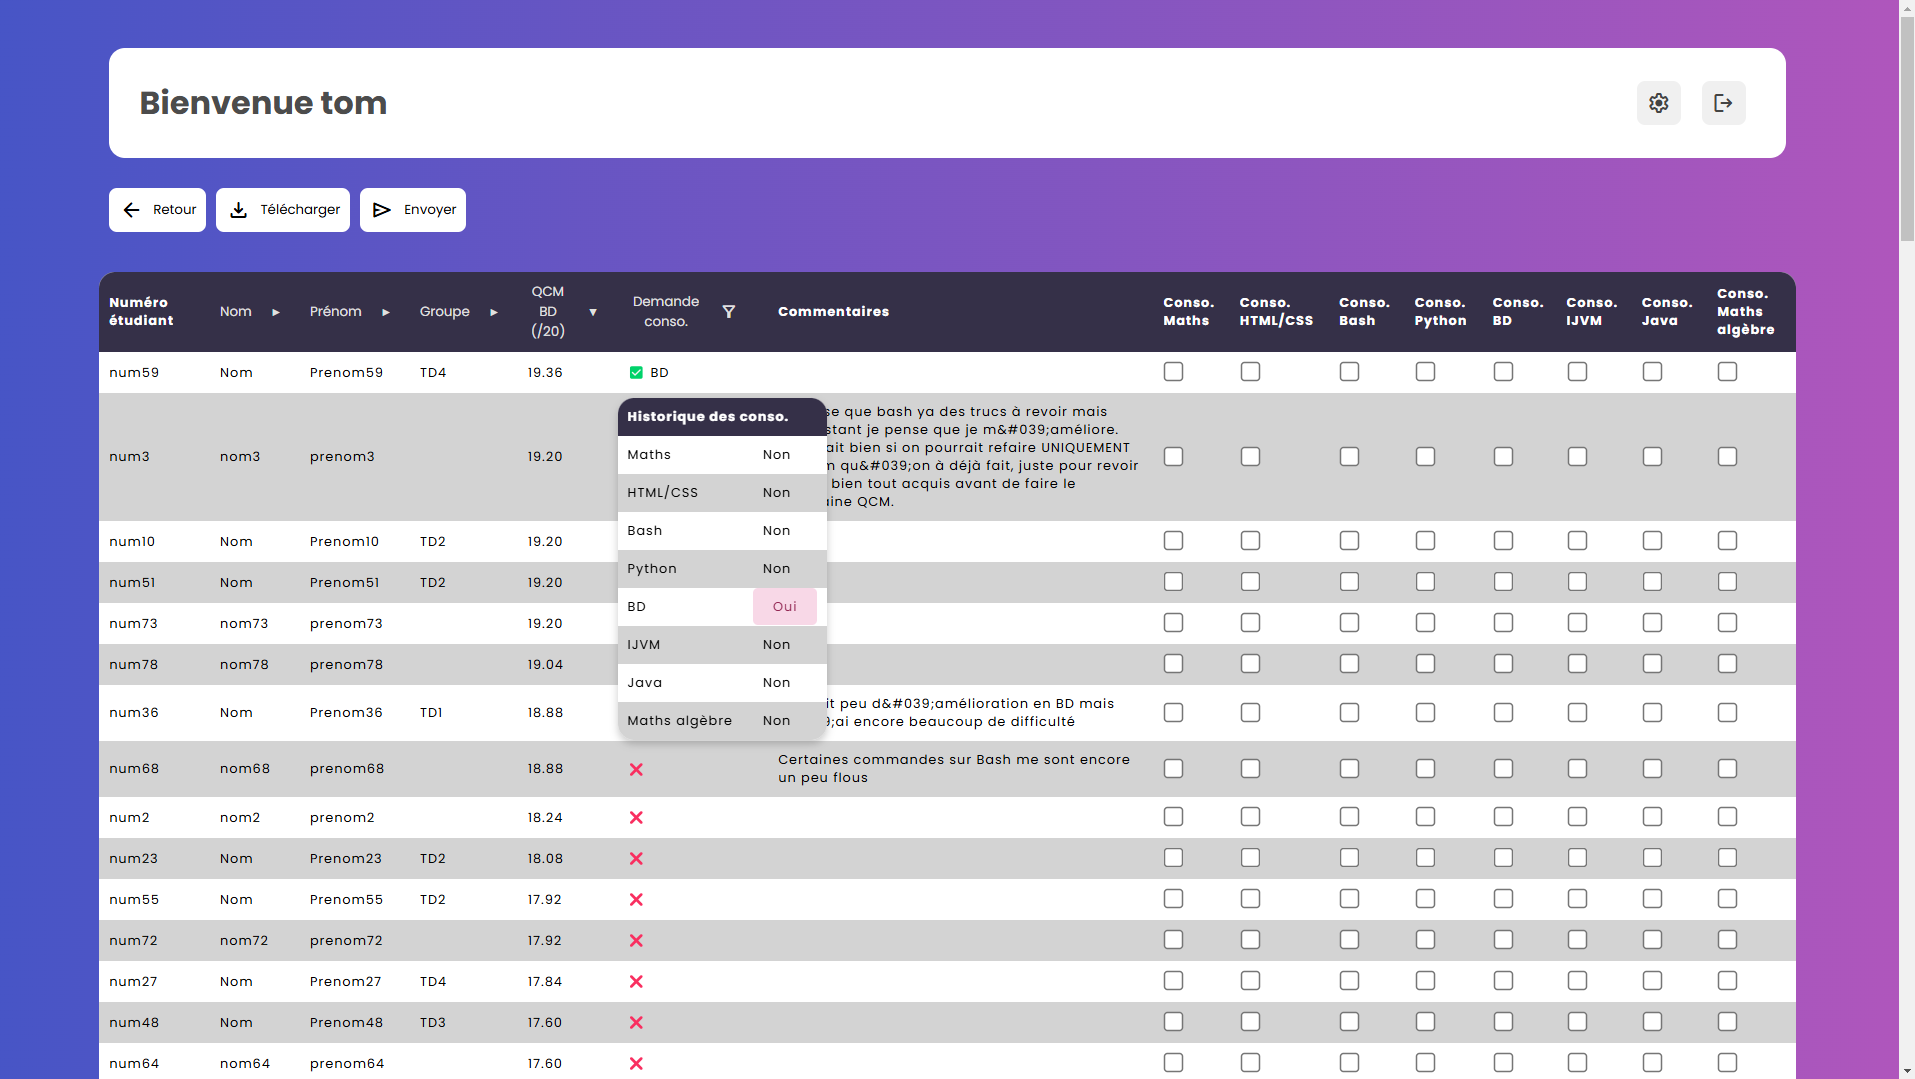 Bienvenue tom
Retour
Télécharger
Envoyer
Numéro étudiant
Nom
Prénom
Groupe
QCM BD (/20)
Demande conso.
Commentaires
Conso. Maths
Conso. HTML/CSS
Conso. Bash
Conso. Python
Conso. BD
Conso. IJVM
Conso. Java
Conso. Maths algèbre
num59 Nom Prenom59 TD4 19.36 BD
Historique des conso.
Maths Non
HTML/CSS Non
Bash Non
Python Non
BD Oui
IJVM Non
Java Non
Maths algèbre Non
num3 nom3 prenom3 19.20
se que bash ya des trucs à revoir mais
stant je pense que je m&#039;améliore.
ait bien si on pourrait refaire UNIQUEMENT
qu&#039;on à déjà fait, juste pour revoir
bien tout acquis avant de faire le
aine QCM.
num10 Nom Prenom10 TD2 19.20
num51 Nom Prenom51 TD2 19.20
num73 nom73 prenom73 19.20
num78 nom78 prenom78 19.04
num36 Nom Prenom36 TD1 18.88
it peu d&#039;amélioration en BD mais
9;ai encore beaucoup de difficulté
num68 nom68 prenom68 18.88
Certaines commandes sur Bash me sont encore
un peu flous
num2 nom2 prenom2 18.24
num23 Nom Prenom23 TD2 18.08
num55 Nom Prenom55 TD2 17.92
num72 nom72 prenom72 17.92
num27 Nom Prenom27 TD4 17.84
num48 Nom Prenom48 TD3 17.60
num64 nom64 prenom64 17.60